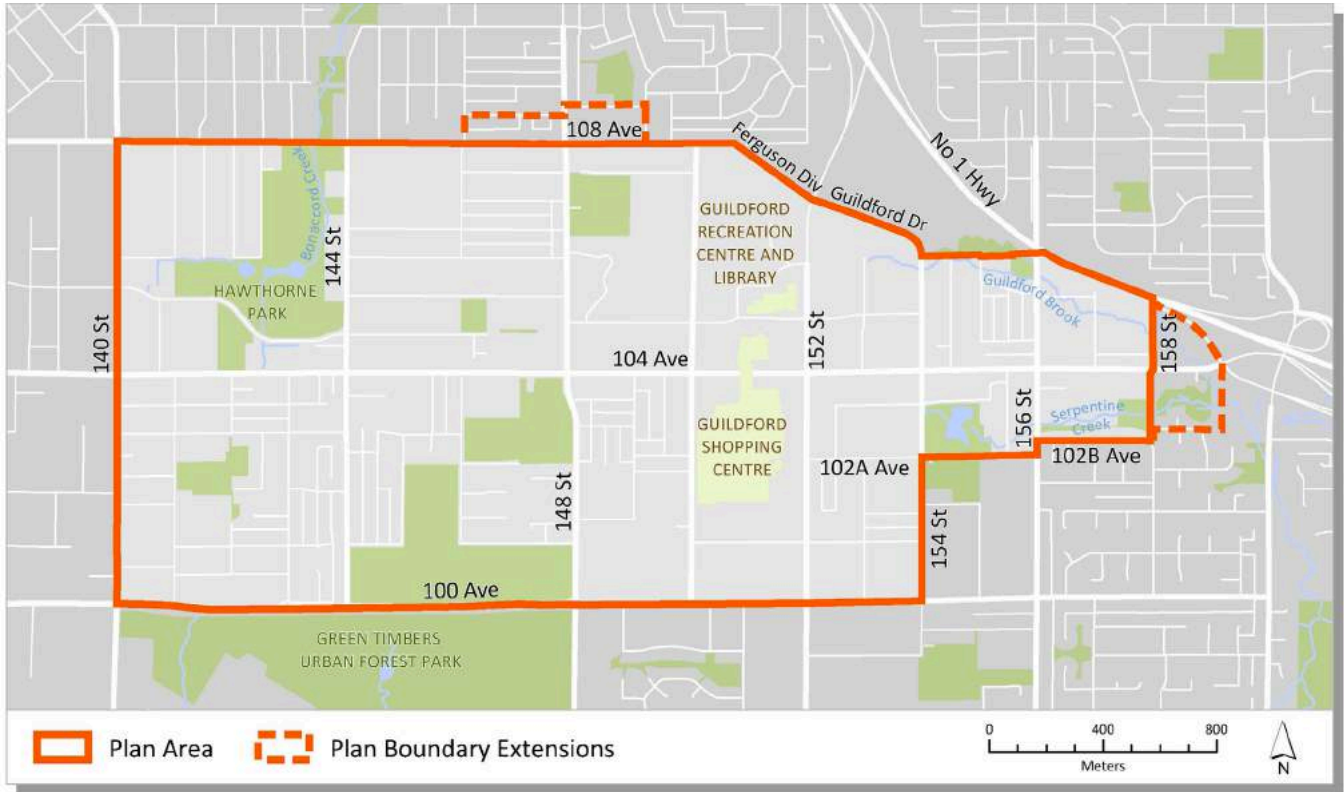 108 Ave
Ferguson Div
Guildford Dr
No 1 Hwy
Bonaccord Creek
144 St
GUILDFORD
RECREATION
CENTRE AND
LIBRARY
HAWTHORNE
PARK
Guildford Brook
140 St
152 St
158 St
104 Ave
GUILDFORD
SHOPPING
CENTRE
156 St
Serpentine
Creek
102A Ave
102B Ave
148 St
154 St
100 Ave
GREEN TIMBERS
URBAN FOREST PARK
Plan Area
Plan Boundary Extensions
0 400 800
Meters
N